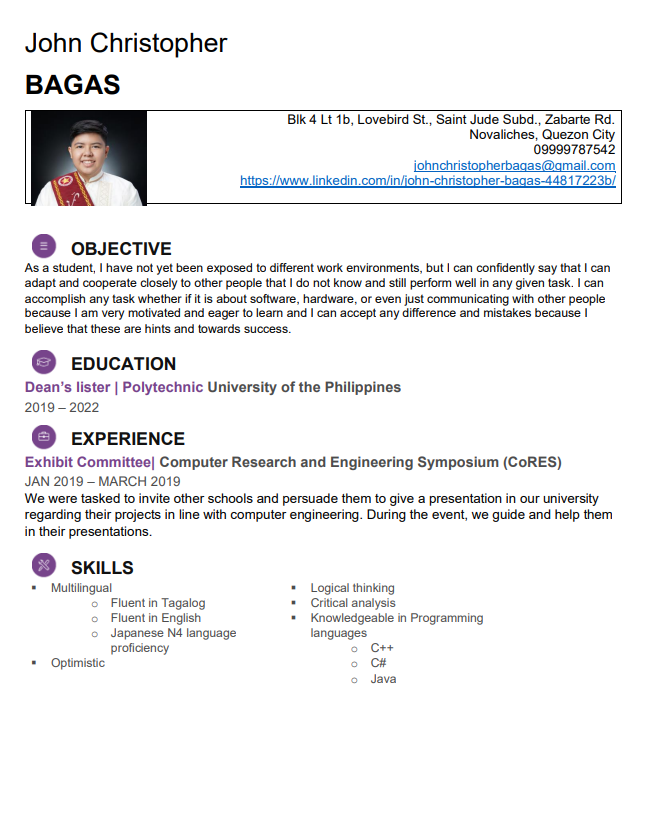 John Christopher
BAGAS
Blk 4 Lt 1b, Lovebird St., Saint Jude Subd., Zabarte Rd.
Novaliches, Quezon City
09999787542
johnchristopherbagas@gmail.com
https://www.linkedin.com/in/john-christopher-bagas-44817223b/
OBJECTIVE
As a student, I have not yet been exposed to different work environments, but I can confidently say that I can
adapt and cooperate closely to other people that I do not know and still perform well in any given task. I can
accomplish any task whether if it is about software, hardware, or even just communicating with other people
because I am very motivated and eager to learn and I can accept any difference and mistakes because I
believe that these are hints and towards success.
EDUCATION
Dean’s lister | Polytechnic University of the Philippines
2019 – 2022
EXPERIENCE
Exhibit Committee| Computer Research and Engineering Symposium (CoRES)
JAN 2019 – MARCH 2019
We were tasked to invite other schools and persuade them to give a presentation in our university
regarding their projects in line with computer engineering. During the event, we guide and help them
in their presentations.
SKILLS
▪ Multilingual
o Fluent in Tagalog
o Fluent in English
o Japanese N4 language
proficiency
▪ Optimistic
▪ Logical thinking
▪ Critical analysis
▪ Knowledgeable in Programming
languages
o C++
o C#
o Java